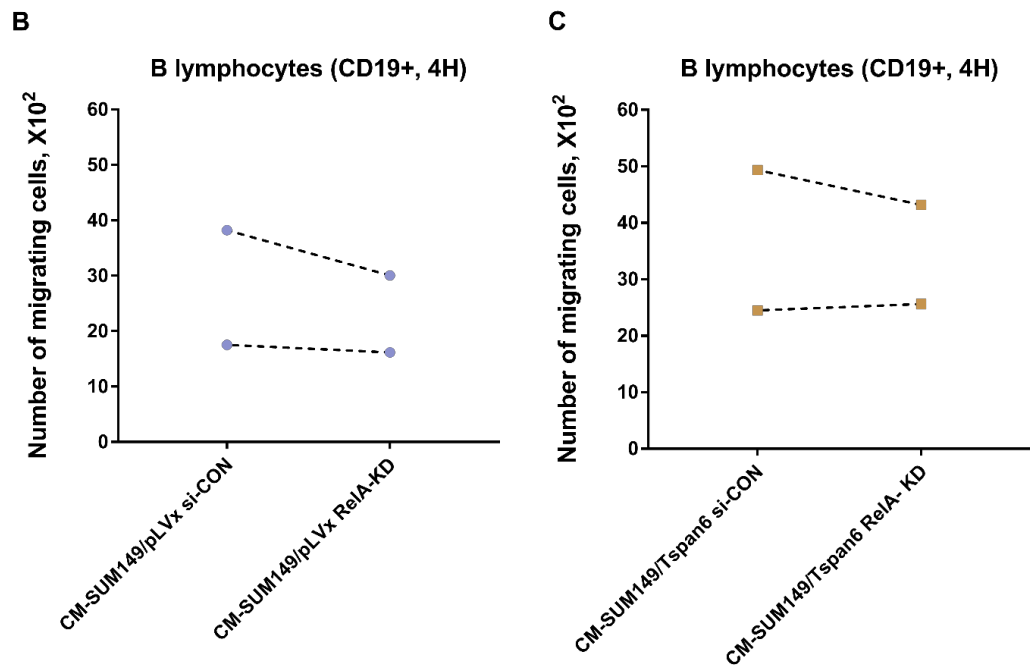 B
B lymphocytes (CD19+, 4H)
Number of migrating cells, X10²
60
50
40
30
20
10
0
CM-SUM149/pLVx si-CON
CM-SUM149/pLVx RelA-KD
C
B lymphocytes (CD19+, 4H)
Number of migrating cells, X10²
60
50
40
30
20
10
0
CM-SUM149/Tspan6 si-CON
CM-SUM149/Tspan6 RelA- KD